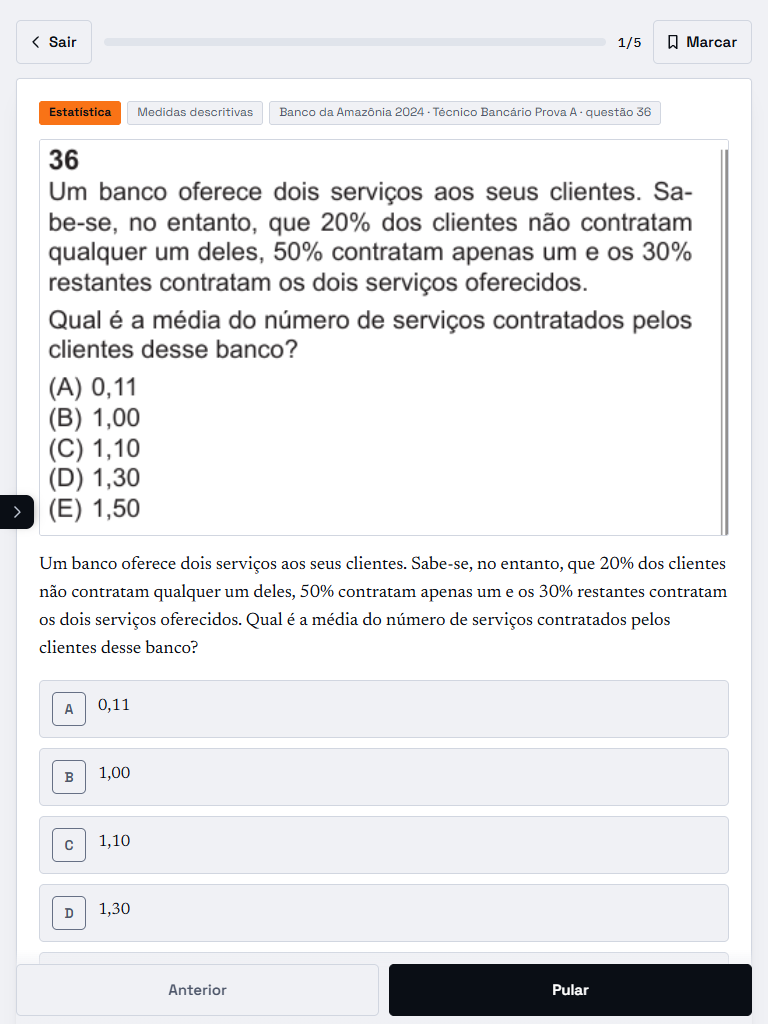 Sair
1/5
Marcar
Estatística
Medidas descritivas
Banco da Amazônia 2024 · Técnico Bancário Prova A · questão 36
36
Um banco oferece dois serviços aos seus clientes. Sa-
be-se, no entanto, que 20% dos clientes não contratam
qualquer um deles, 50% contratam apenas um e os 30%
restantes contratam os dois serviços oferecidos.
Qual é a média do número de serviços contratados pelos
clientes desse banco?
(A) 0,11
(B) 1,00
(C) 1,10
(D) 1,30
(E) 1,50
Um banco oferece dois serviços aos seus clientes. Sabe-se, no entanto, que 20% dos clientes
não contratam qualquer um deles, 50% contratam apenas um e os 30% restantes contratam
os dois serviços oferecidos. Qual é a média do número de serviços contratados pelos
clientes desse banco?
A 0,11
B 1,00
C 1,10
D 1,30
Anterior
Pular